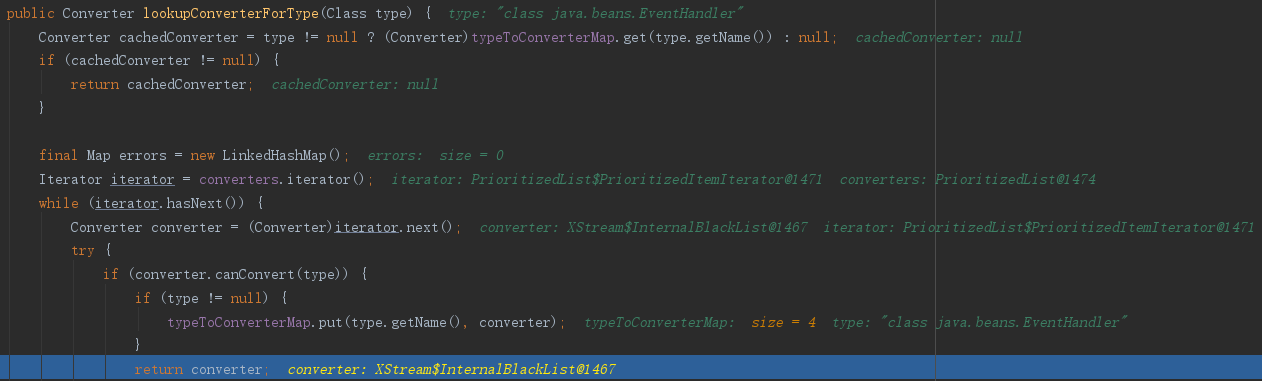 public Converter lookupConverterForType(Class type) {  type: "class java.beans.EventHandler"
    Converter cachedConverter = type != null ? (Converter)typeToConverterMap.get(type.getName()) : null;  cachedConverter: null
    if (cachedConverter != null) {
        return cachedConverter;  cachedConverter: null
    }
    final Map errors = new LinkedHashMap();  errors:  size = 0
    Iterator iterator = converters.iterator();  iterator: PrioritizedList$PrioritizedItemIterator@1471  converters: PrioritizedList@1474
    while (iterator.hasNext()) {
        Converter converter = (Converter)iterator.next();  converter: XStream$InternalBlackList@1467  iterator: PrioritizedList$PrioritizedItemIterator@1471
        try {
            if (converter.canConvert(type)) {
                if (type != null) {
                    typeToConverterMap.put(type.getName(), converter);  typeToConverterMap:  size = 4  type: "class java.beans.EventHandler"
                }
                return converter;  converter: XStream$InternalBlackList@1467